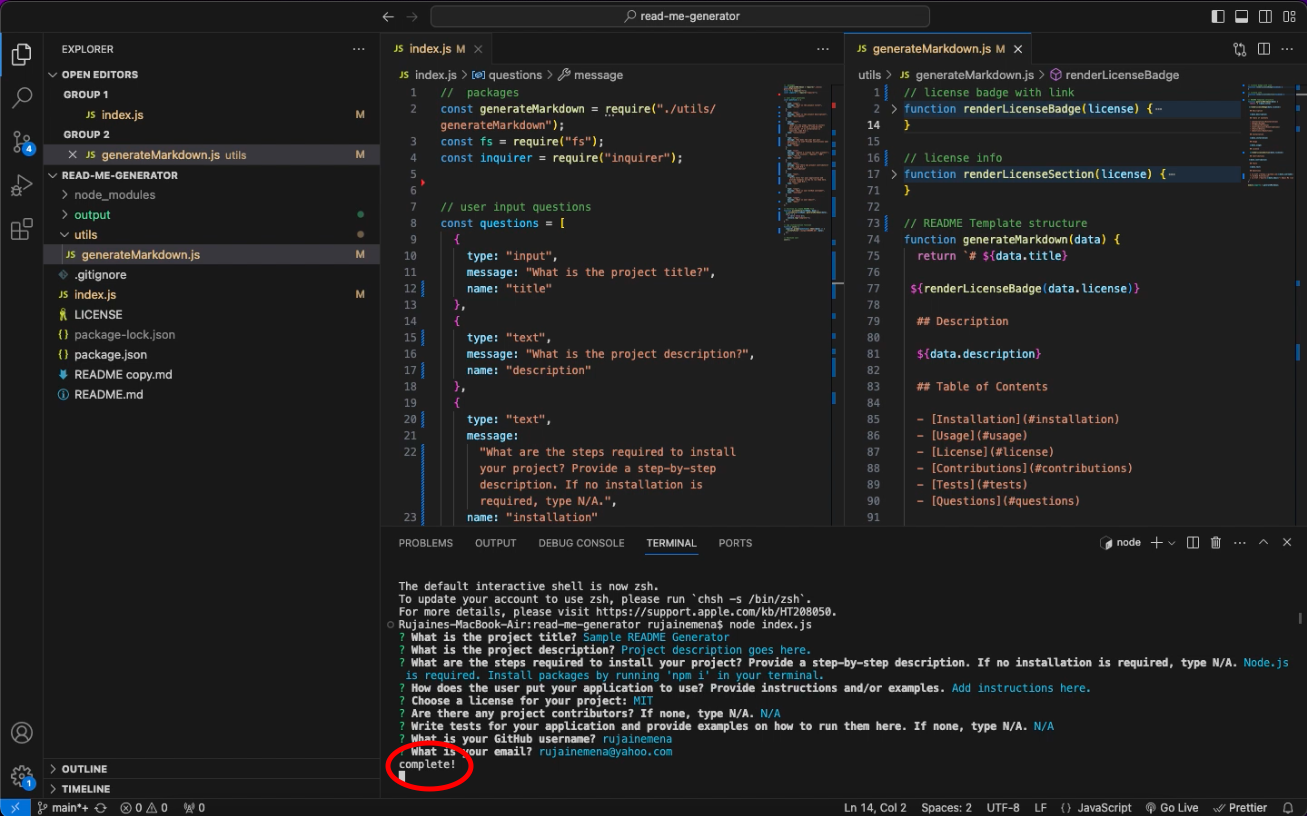 read-me-generator
EXPLORER
OPEN EDITORS
GROUP 1
JS index.js M
GROUP 2
JS generateMarkdown.js utils M
READ-ME-GENERATOR
node_modules
output
utils
JS generateMarkdown.js M
.gitignore
JS index.js M
LICENSE
{} package-lock.json
{} package.json
README copy.md
README.md
OUTLINE
TIMELINE
4
1
JS index.js M
JS index.js > questions > message
1 // packages
2 const generateMarkdown = require("./utils/
generateMarkdown");
3 const fs = require("fs");
4 const inquirer = require("inquirer");
5
6
7 // user input questions
8 const questions = [
9 {
10 type: "input",
11 message: "What is the project title?",
12 name: "title"
13 },
14 {
15 type: "text",
16 message: "What is the project description?",
17 name: "description"
18 },
19 {
20 type: "text",
21 message:
22 "What are the steps required to install
your project? Provide a step-by-step
description. If no installation is
required, type N/A.",
23 name: "installation"
JS generateMarkdown.js M
utils > JS generateMarkdown.js > renderLicenseBadge
1 // license badge with link
2 function renderLicenseBadge(license) {…
14 }
15
16 // license info
17 function renderLicenseSection(license) {…
71 }
72
73 // README Template structure
74 function generateMarkdown(data) {
75 return `# ${data.title}
76
77 ${renderLicenseBadge(data.license)}
78
79 ## Description
80
81 ${data.description}
82
83 ## Table of Contents
84
85 - [Installation](#installation)
86 - [Usage](#usage)
87 - [License](#license)
88 - [Contributions](#contributions)
89 - [Tests](#tests)
90 - [Questions](#questions)
91
PROBLEMS OUTPUT DEBUG CONSOLE TERMINAL PORTS
node
The default interactive shell is now zsh.
To update your account to use zsh, please run `chsh -s /bin/zsh`.
For more details, please visit https://support.apple.com/kb/HT208050.
Rujaines-MacBook-Air:read-me-generator rujainemena$ node index.js
? What is the project title? Sample README Generator
? What is the project description? Project description goes here.
? What are the steps required to install your project? Provide a step-by-step description. If no installation is required, type N/A. Node.js
is required. Install packages by running 'npm i' in your terminal.
? How does the user put your application to use? Provide instructions and/or examples. Add instructions here.
? Choose a license for your project: MIT
? Are there any project contributors? If none, type N/A. N/A
? Write tests for your application and provide examples on how to run them here. If none, type N/A. N/A
? What is your GitHub username? rujainemena
? What is your email? rujainemena@yahoo.com
complete!
main*+ 0 0 0 Ln 14, Col 2 Spaces: 2 UTF-8 LF {} JavaScript Go Live Prettier